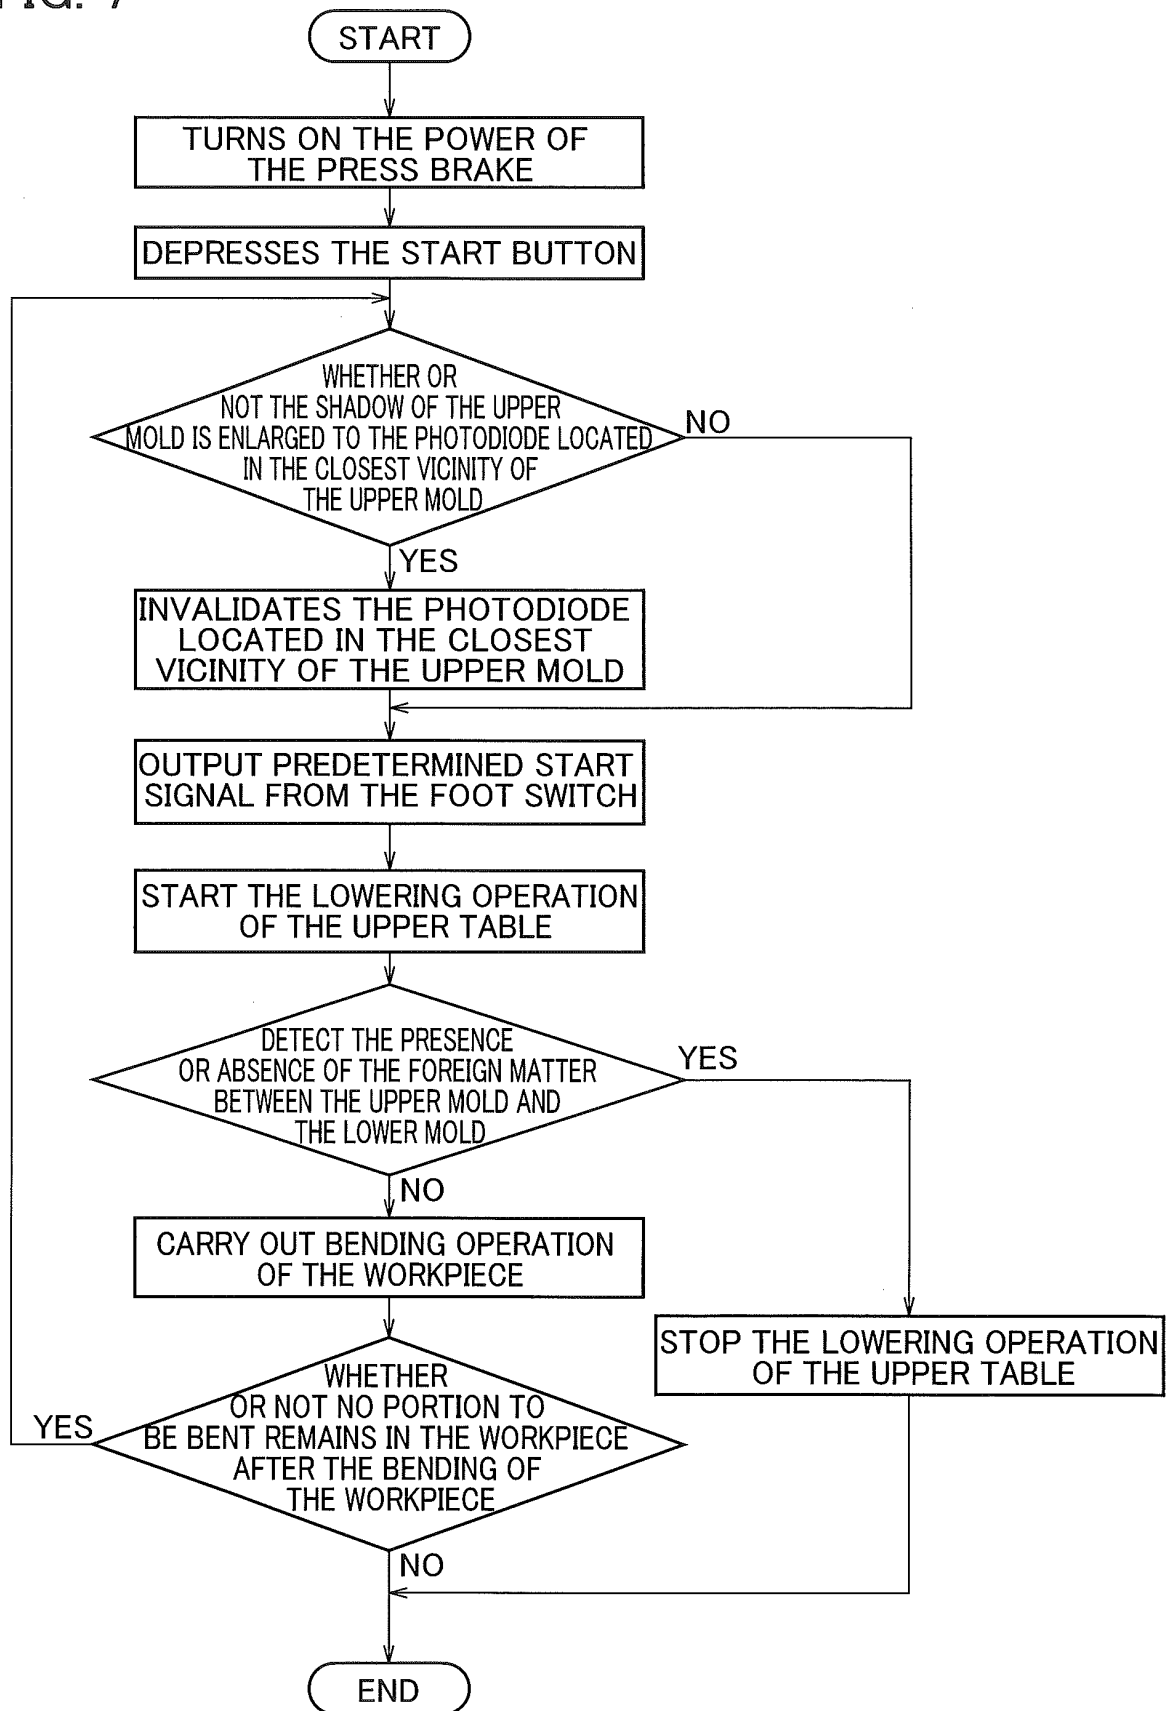 FIG. 7
START
TURNS ON THE POWER OF
THE PRESS BRAKE
DEPRESSES THE START BUTTON
WHETHER OR
NOT THE SHADOW OF THE UPPER
MOLD IS ENLARGED TO THE PHOTODIODE LOCATED
IN THE CLOSEST VICINITY OF
THE UPPER MOLD
NO
YES
INVALIDATES THE PHOTODIODE
LOCATED IN THE CLOSEST
VICINITY OF THE UPPER MOLD
OUTPUT PREDETERMINED START
SIGNAL FROM THE FOOT SWITCH
START THE LOWERING OPERATION
OF THE UPPER TABLE
DETECT THE PRESENCE
OR ABSENCE OF THE FOREIGN MATTER
BETWEEN THE UPPER MOLD AND
THE LOWER MOLD
YES
NO
CARRY OUT BENDING OPERATION
OF THE WORKPIECE
STOP THE LOWERING OPERATION
OF THE UPPER TABLE
WHETHER
OR NOT NO PORTION TO
BE BENT REMAINS IN THE WORKPIECE
AFTER THE BENDING OF
THE WORKPIECE
YES
NO
END